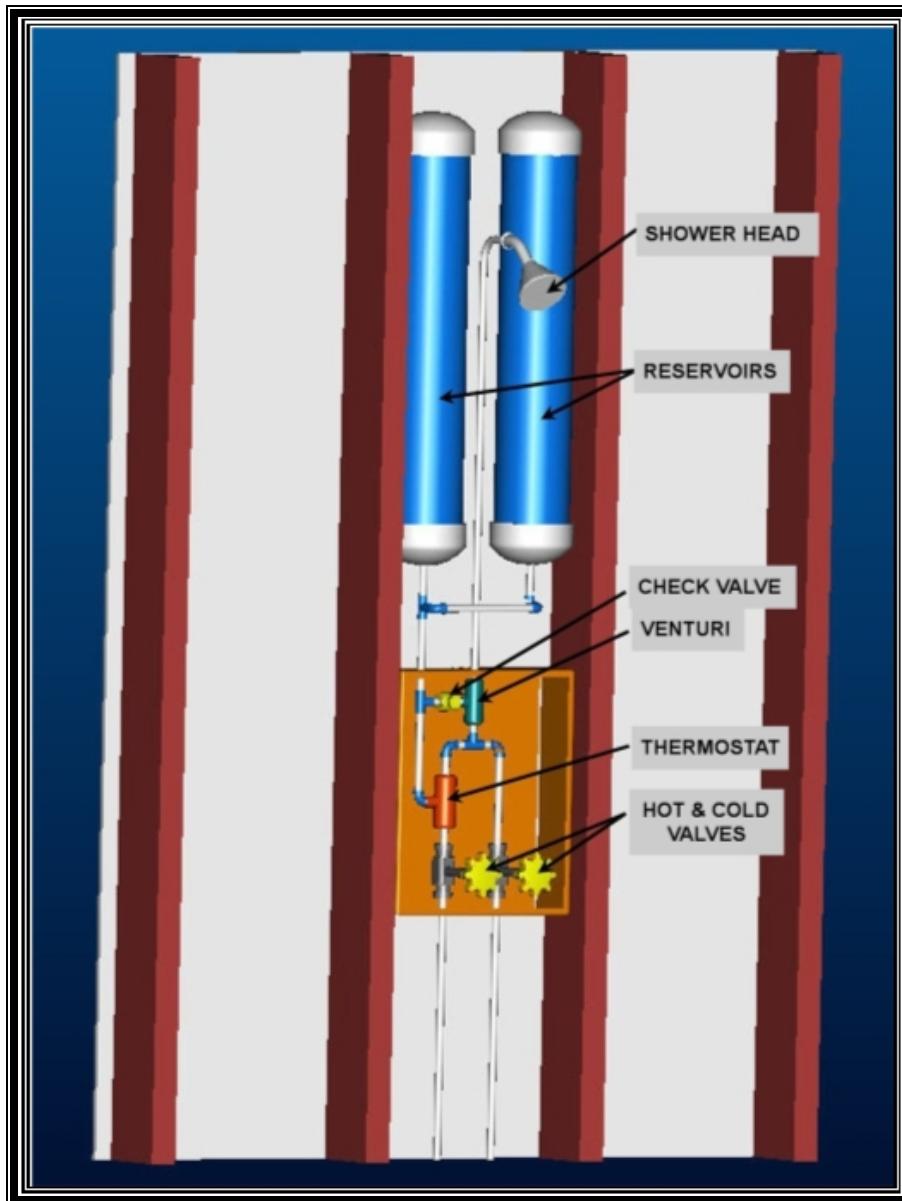 SHOWER HEAD
RESERVOIRS
CHECK VALVE
VENTURI
THERMOSTAT
HOT & COLD
VALVES